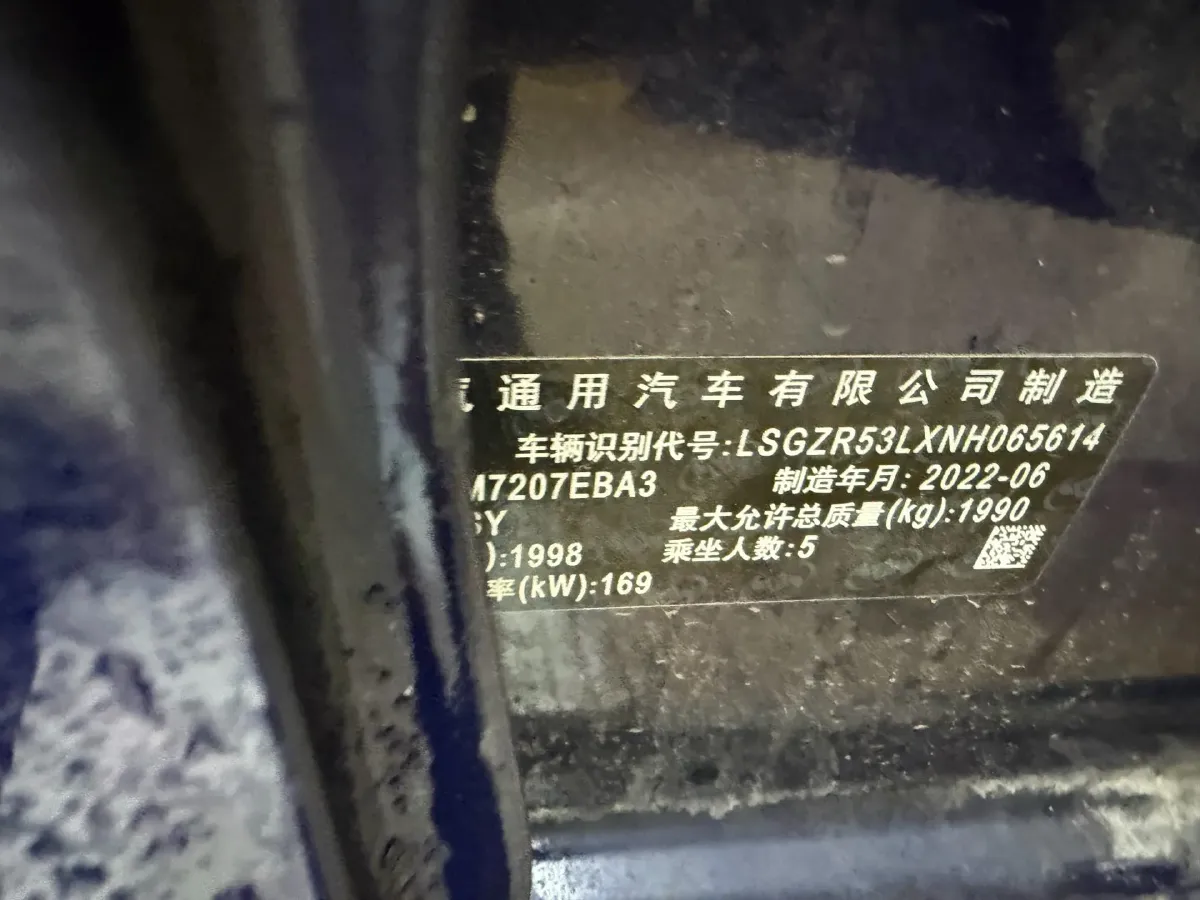 通用汽车有限公司制造
车辆识别代号:LSGZR53LXNH065614
M7207EBA3 制造年月: 2022-06
SY 最大允许总质量(kg):1990
):1998 乘坐人数:5
率(kW):169